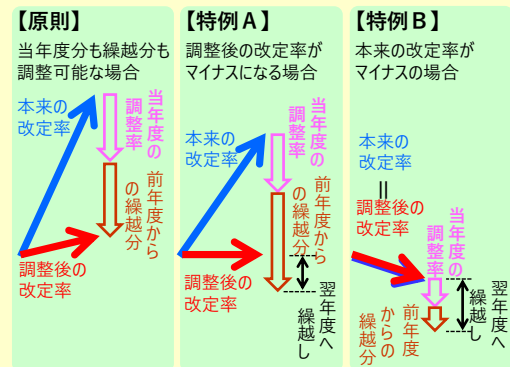 【原則】
当年度分も繰越分も
調整可能な場合
本来の
改定率
当年度の
調整率
前年度から
の繰越分
調整後の
改定率
【特例A】
調整後の改定率が
マイナスになる場合
本来の
改定率
当年度の
調整率
前年度から
の繰越分
調整後の
改定率
翌年度へ
繰越し
【特例B】
本来の改定率が
マイナスの場合
本来の
改定率
=
調整後の
改定率
当年度の
調整率
前年度
からの
繰越分
翌年度へ
繰越し